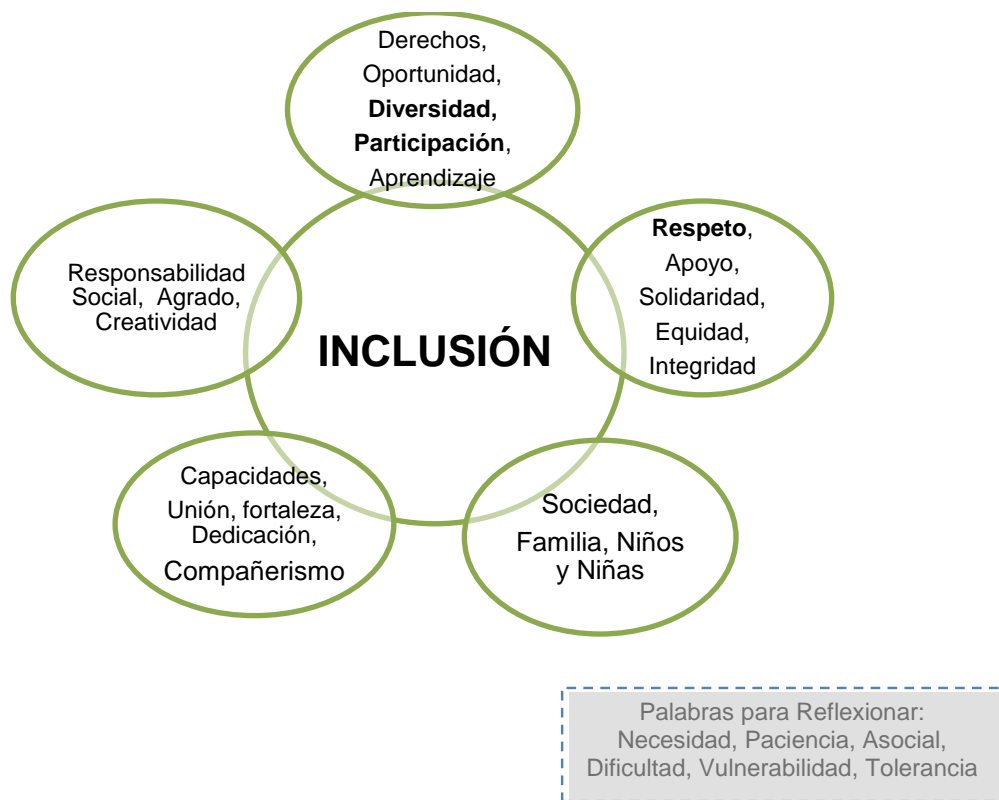 Derechos,
Oportunidad,
Diversidad,
Participación,
Aprendizaje
Respeto,
Apoyo,
Solidaridad,
Equidad,
Integridad
Responsabilidad
Social, Agrado,
Creatividad
INCLUSIÓN
Capacidades,
Unión, fortaleza,
Dedicación,
Compañerismo
Sociedad,
Familia, Niños
y Niñas
Palabras para Reflexionar:
Necesidad, Paciencia, Asocial,
Dificultad, Vulnerabilidad, Tolerancia